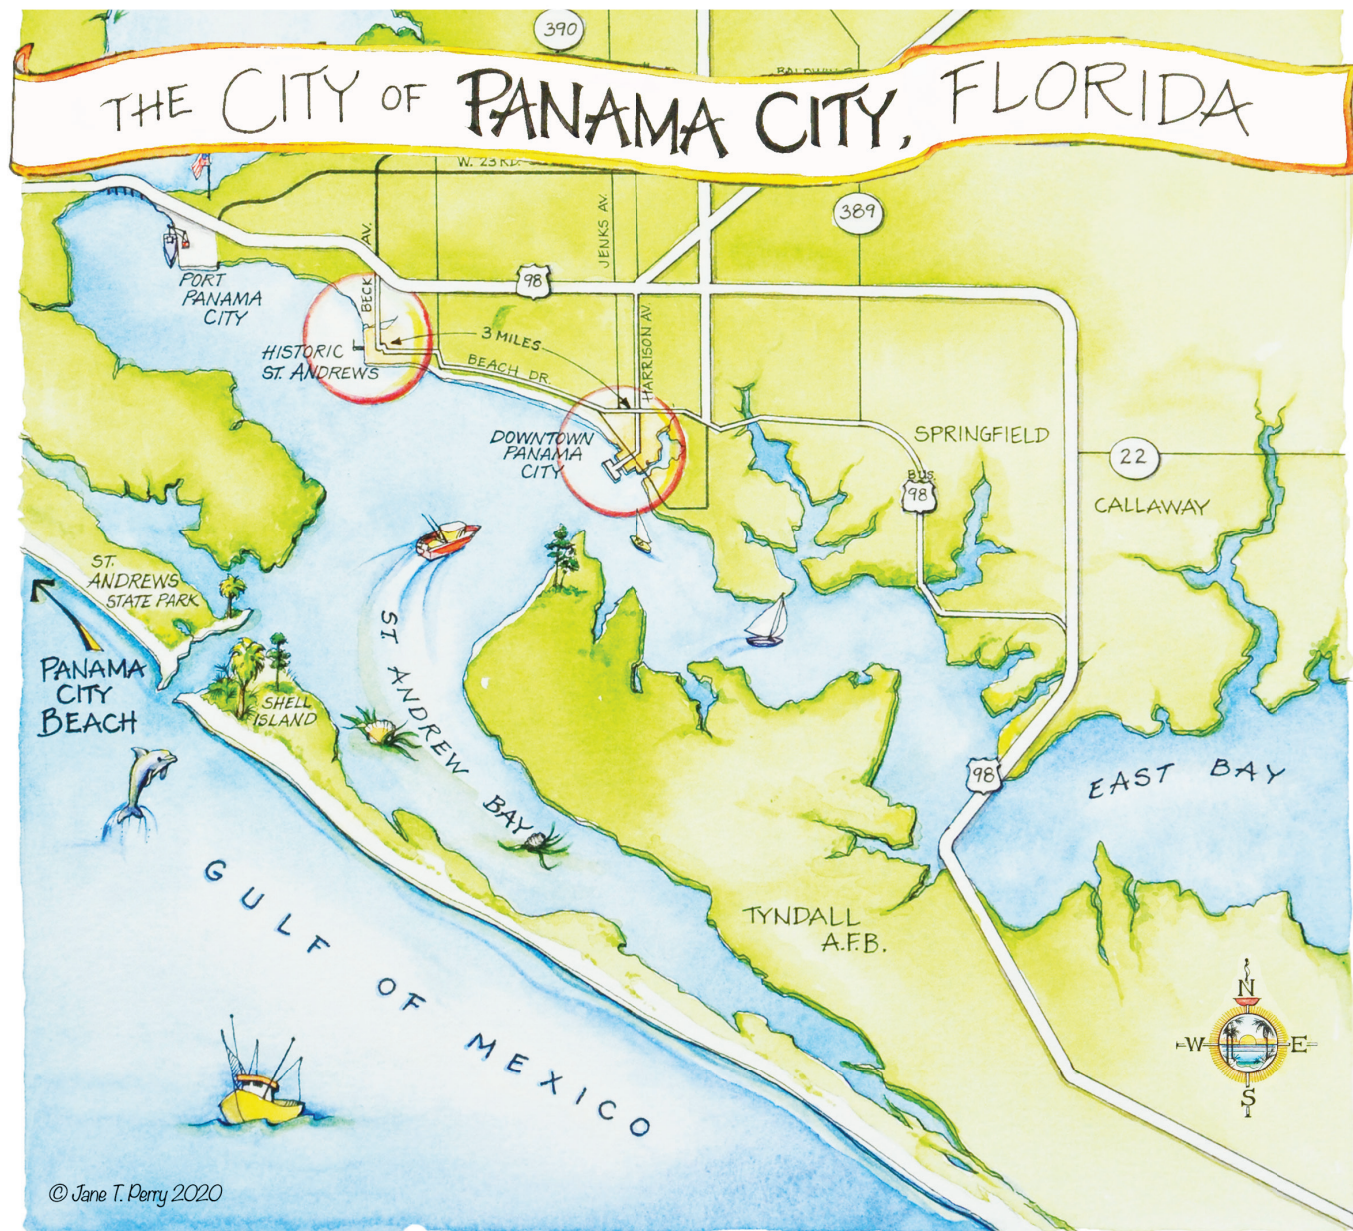 390
THE CITY OF PANAMA CITY, FLORIDA
W. 23RD.
389
JENKS AV.
BECK AV.
98
PORT
PANAMA
CITY
HARRISON AV
3 MILES
HISTORIC
ST. ANDREWS
BEACH DR.
DOWNTOWN
PANAMA
CITY
SPRINGFIELD
22
BUS.
98
CALLAWAY
ST.
ANDREWS
STATE PARK
PANAMA
CITY
BEACH
SHELL
ISLAND
ST. ANDREW BAY
98
EAST BAY
GULF OF MEXICO
TYNDALL
A.F.B.
N
W
E
S
© Jane T. Perry 2020